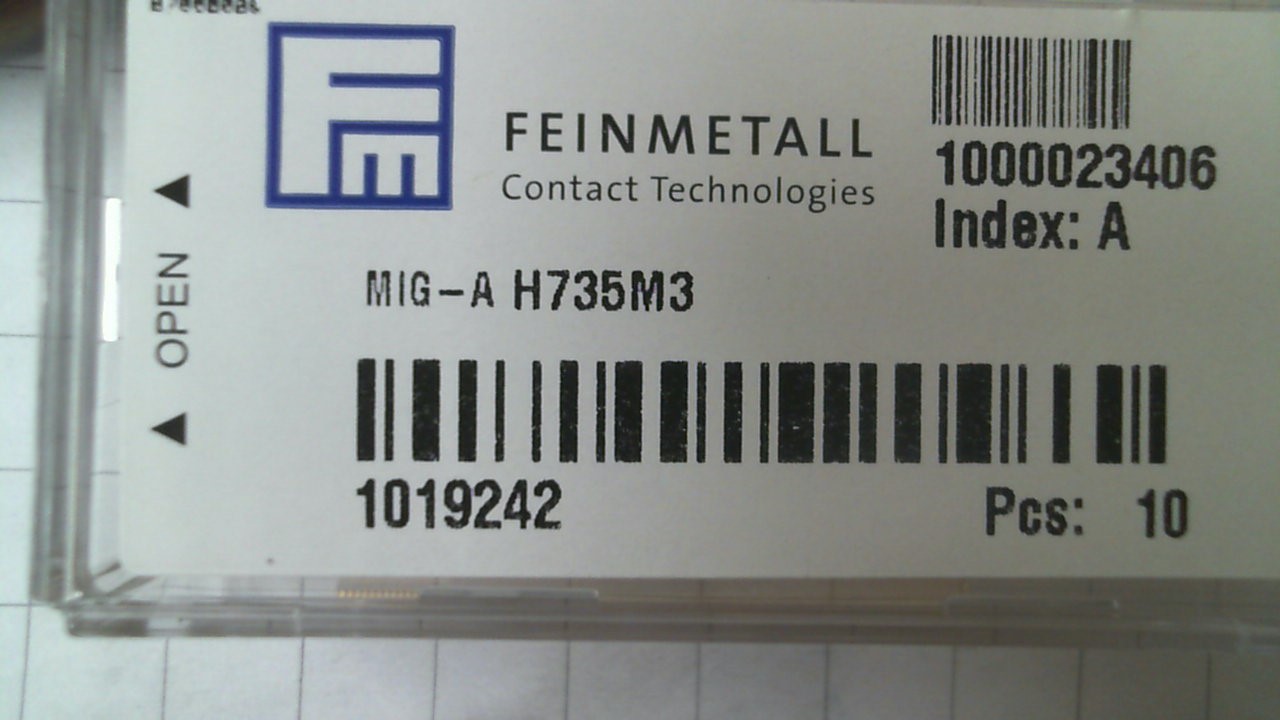 FEINMETALL
Contact Technologies
1000023406
Index: A
OPEN
MIG-A H735M3
1019242
Pcs: 10